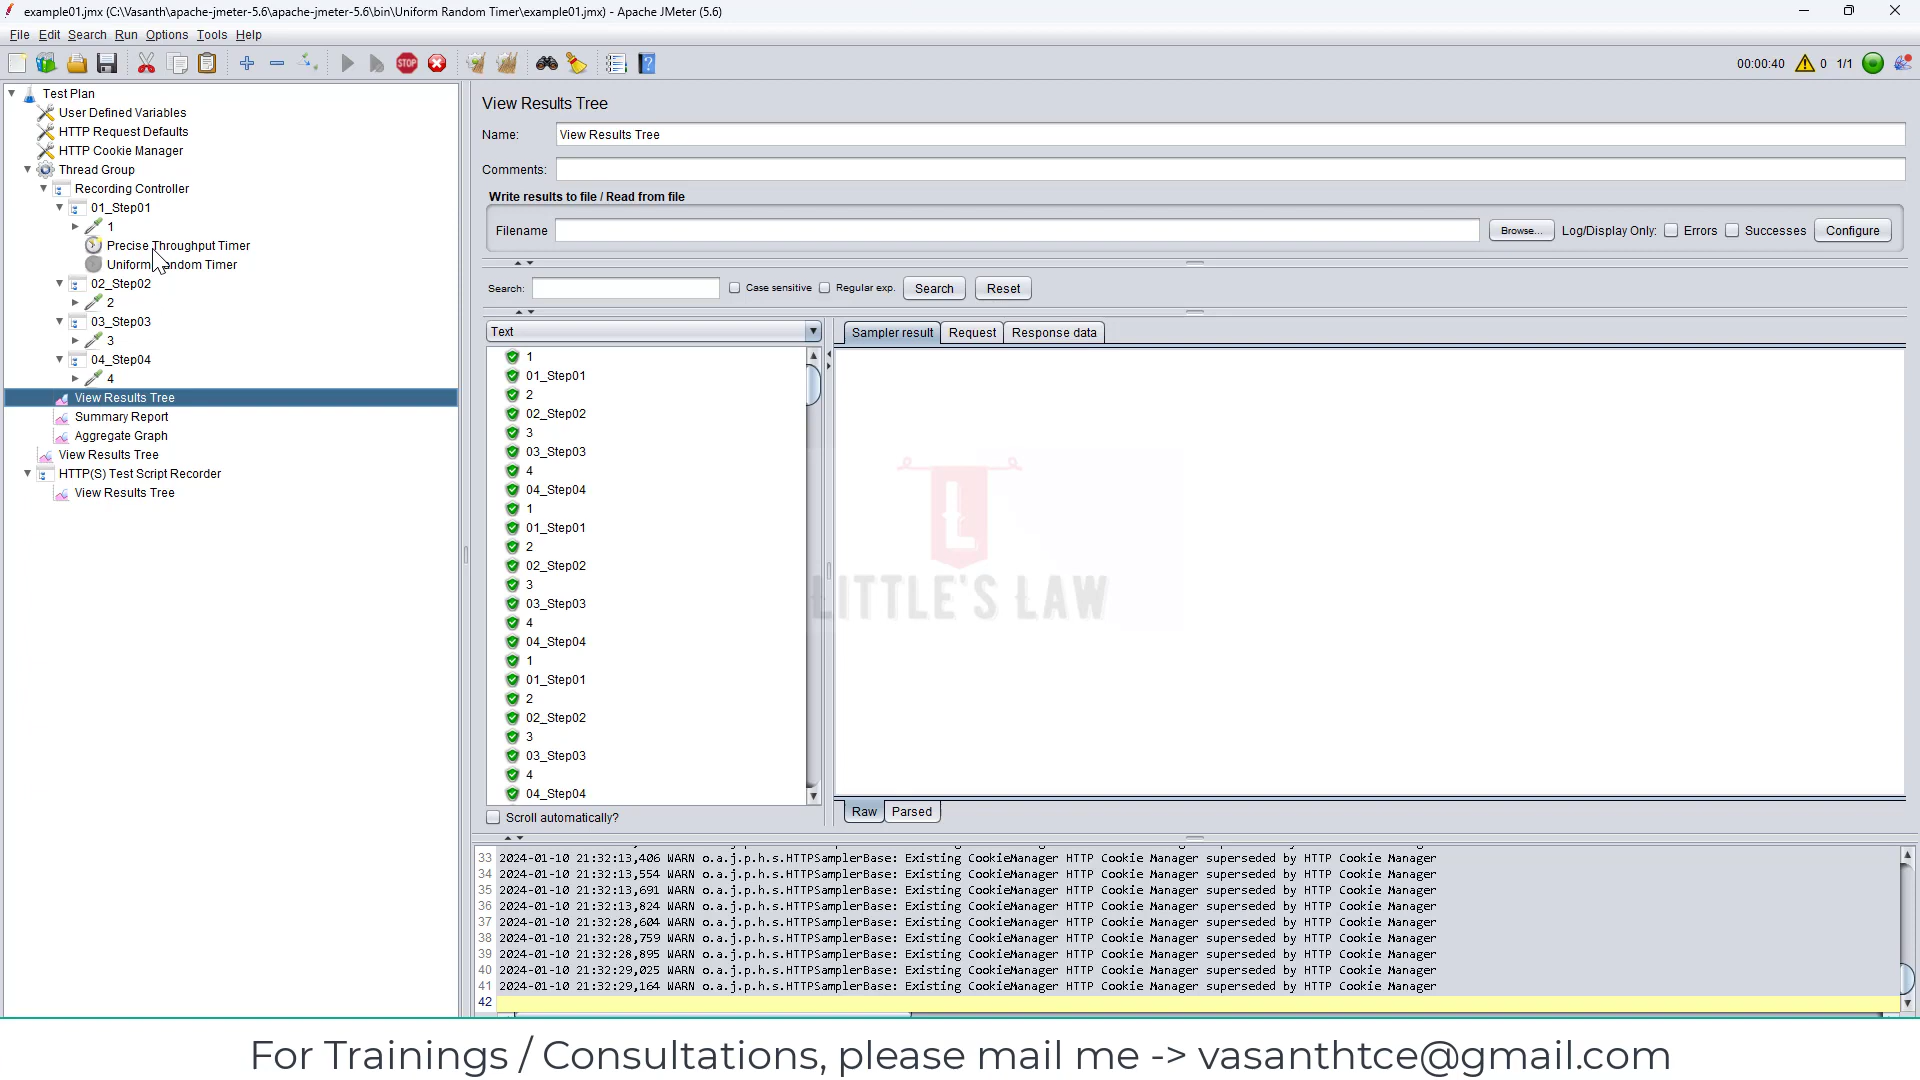 example01.jmx (C:\Vasanth\apache-jmeter-5.6\apache-jmeter-5.6\bin\Uniform Random Timer\example01.jmx) - Apache JMeter (5.6)
File Edit Search Run Options Tools Help
STOP
00:00:40 0 1/1
Test Plan
User Defined Variables
HTTP Request Defaults
HTTP Cookie Manager
Thread Group
Recording Controller
01_Step01
1
Precise Throughput Timer
Uniform Random Timer
02_Step02
2
03_Step03
3
04_Step04
4
View Results Tree
Summary Report
Aggregate Graph
View Results Tree
HTTP(S) Test Script Recorder
View Results Tree
View Results Tree
Name: View Results Tree
Comments:
Write results to file / Read from file
Filename Browse... Log/Display Only: Errors Successes Configure
Search: Case sensitive Regular exp. Search Reset
Text
1
01_Step01
2
02_Step02
3
03_Step03
4
04_Step04
1
01_Step01
2
02_Step02
3
03_Step03
4
04_Step04
1
01_Step01
2
02_Step02
3
03_Step03
4
04_Step04
Scroll automatically?
Sampler result Request Response data
L
LITTLE'S LAW
Raw Parsed
33 2024-01-10 21:32:13,406 WARN o.a.j.p.h.s.HTTPSamplerBase: Existing CookieManager HTTP Cookie Manager superseded by HTTP Cookie Manager
34 2024-01-10 21:32:13,554 WARN o.a.j.p.h.s.HTTPSamplerBase: Existing CookieManager HTTP Cookie Manager superseded by HTTP Cookie Manager
35 2024-01-10 21:32:13,691 WARN o.a.j.p.h.s.HTTPSamplerBase: Existing CookieManager HTTP Cookie Manager superseded by HTTP Cookie Manager
36 2024-01-10 21:32:13,824 WARN o.a.j.p.h.s.HTTPSamplerBase: Existing CookieManager HTTP Cookie Manager superseded by HTTP Cookie Manager
37 2024-01-10 21:32:28,604 WARN o.a.j.p.h.s.HTTPSamplerBase: Existing CookieManager HTTP Cookie Manager superseded by HTTP Cookie Manager
38 2024-01-10 21:32:28,759 WARN o.a.j.p.h.s.HTTPSamplerBase: Existing CookieManager HTTP Cookie Manager superseded by HTTP Cookie Manager
39 2024-01-10 21:32:28,895 WARN o.a.j.p.h.s.HTTPSamplerBase: Existing CookieManager HTTP Cookie Manager superseded by HTTP Cookie Manager
40 2024-01-10 21:32:29,025 WARN o.a.j.p.h.s.HTTPSamplerBase: Existing CookieManager HTTP Cookie Manager superseded by HTTP Cookie Manager
41 2024-01-10 21:32:29,164 WARN o.a.j.p.h.s.HTTPSamplerBase: Existing CookieManager HTTP Cookie Manager superseded by HTTP Cookie Manager
42
For Trainings / Consultations, please mail me -> vasanthtce@gmail.com